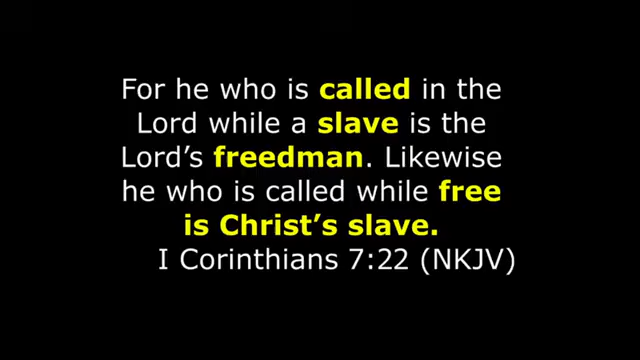 For he who is called in the
Lord while a slave is the
Lord's freedman. Likewise
he who is called while free
is Christ's slave.
I Corinthians 7:22 (NKJV)